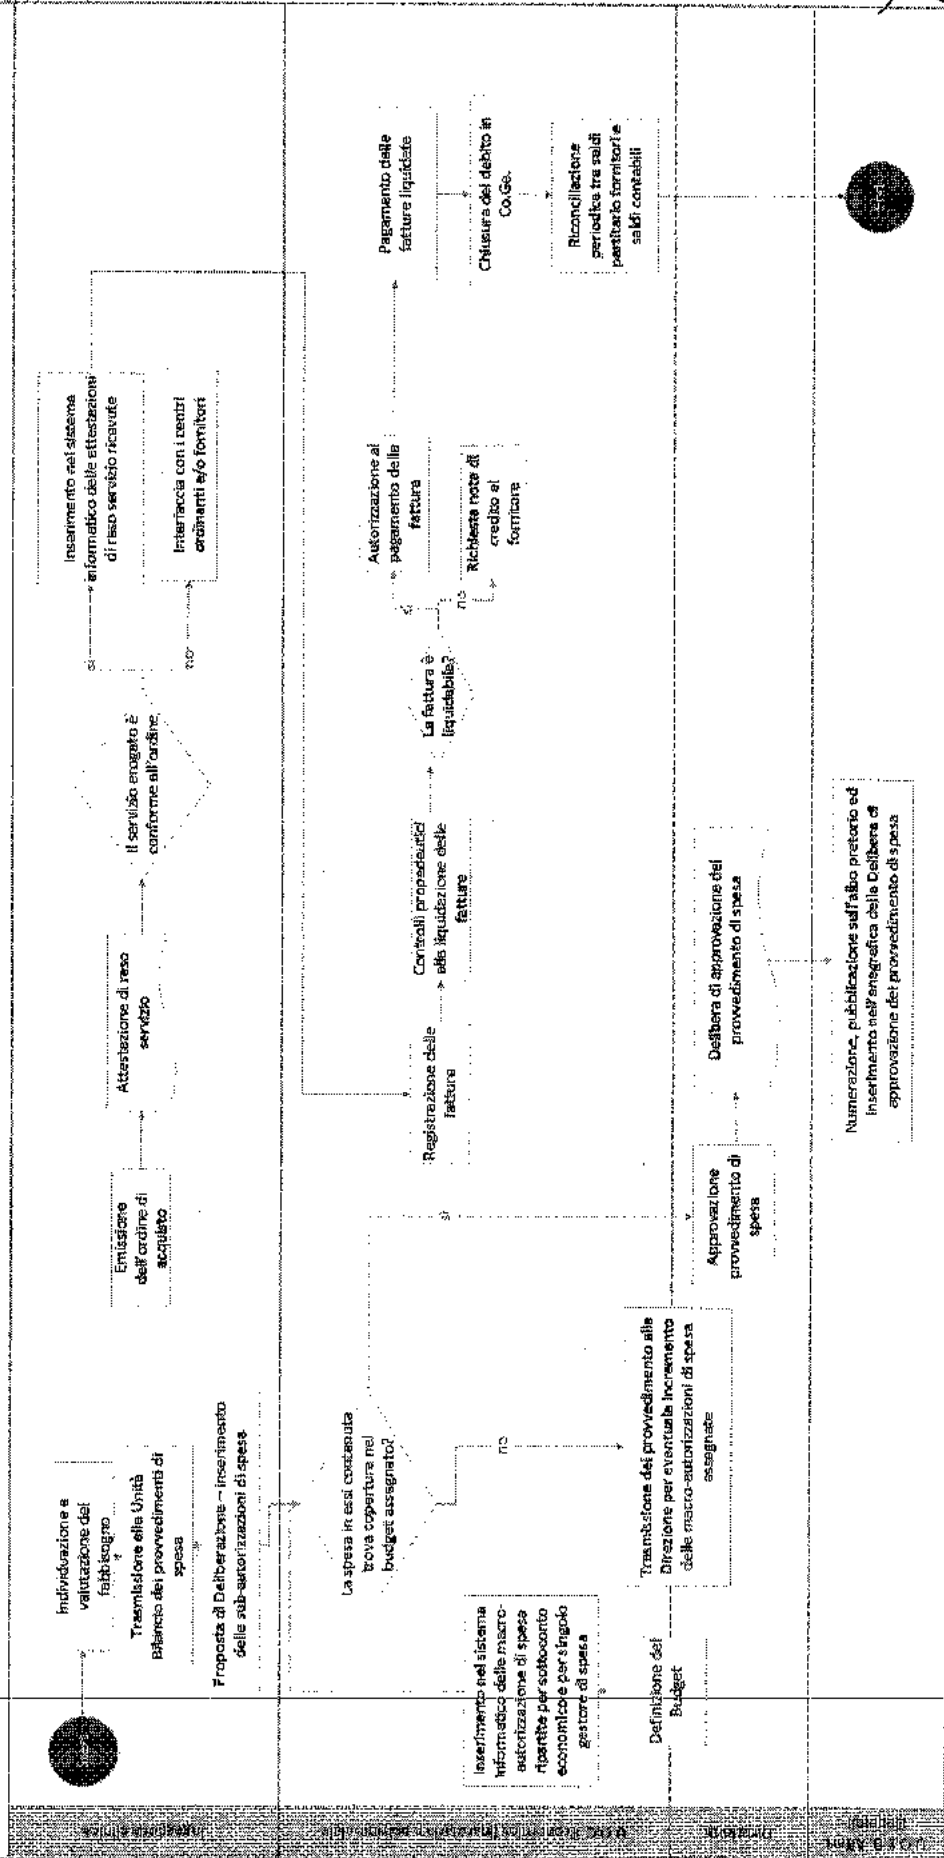 Individuazione e
valutazione del
fabbisogno
Trasmissione alla Unità
Bilancio dei provvedimenti di
spesa
Proposta di Deliberazione – inserimento
delle sub-autorizzazioni di spesa
Emissione
dell'ordine di
acquisto
Attestazione di reso
servizio
Il servizio erogato è
conforme all'ordine
si
no
Inserimento nel sistema
informatico delle attestazioni
di reso servizio ricevute
Interfaccia con i centri
ordinanti e/o fornitori
Inserimento nel sistema
informatico delle macro-
autorizzazione di spesa
ripartite per sottoconto
economico e per singolo
gestore di spesa
La spesa in essi contenuta
trova copertura nel
budget assegnato?
no
si
Registrazione delle
fatture
Controlli propedeutici
alla liquidazione delle
fatture
La fattura è
liquidabile?
si
no
Autorizzazione al
pagamento della
fattura
Richiesta nota di
credito al
fornitore
Pagamento delle
fatture liquidate
Chiusura del debito in
Co.Ge.
Riconciliazione
periodica tra saldi
partitario fornitori e
saldi contabili
Definizione del
Budget
Trasmissione del provvedimento alla
Direzione per eventuale incremento
delle macro-autorizzazioni di spesa
assegnate
Approvazione
provvedimento di
spesa
Delibera di approvazione del
provvedimento di spesa
Numerazione, pubblicazione sull'albo pretorio ed
inserimento nell'anagrafica della Delibera di
approvazione del provvedimento di spesa